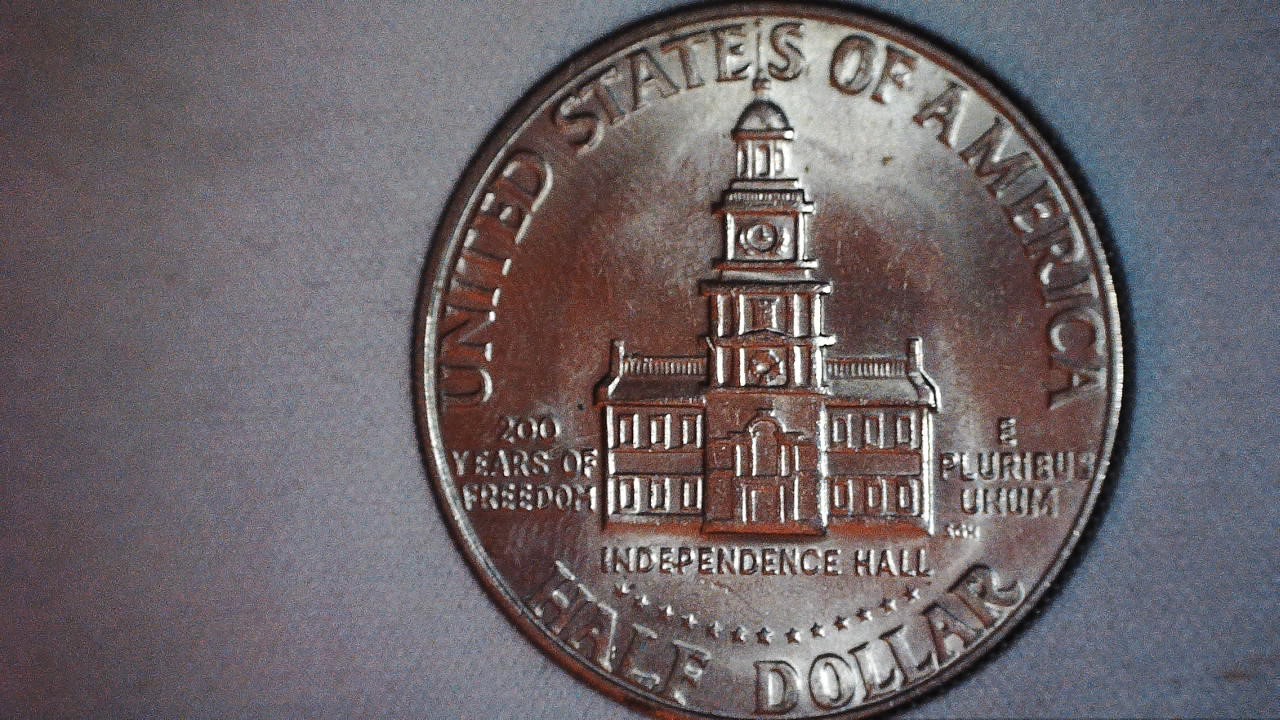 UNITED STATES OF AMERICA
200
YEARS OF
FREEDOM
E
PLURIBUS
UNUM
INDEPENDENCE HALL
HALF DOLLAR